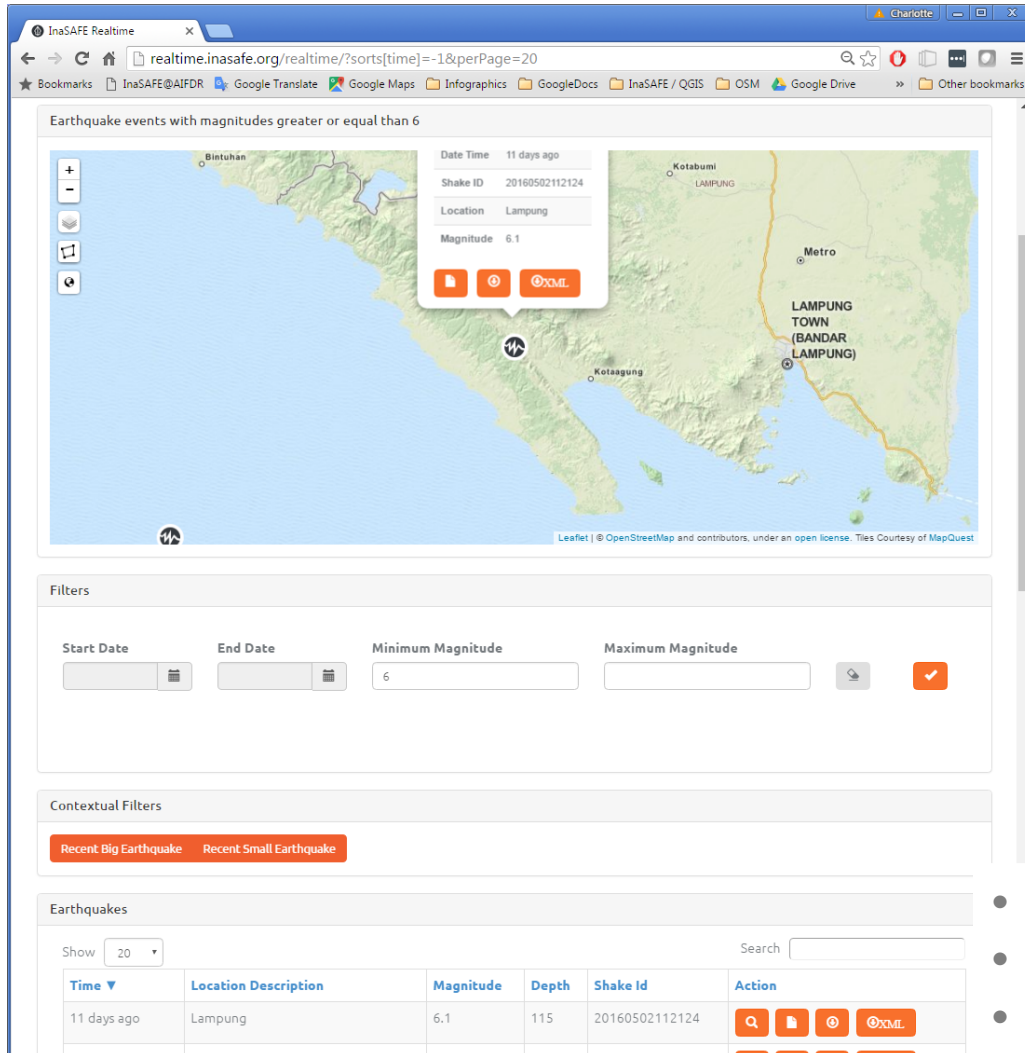 Charlotte
InaSAFE Realtime
realtime.inasafe.org/realtime/?sorts[time]=-1&perPage=20
Bookmarks InaSAFE@AIFDR Google Translate Google Maps Infographics GoogleDocs InaSAFE / QGIS OSM Google Drive » Other bookmarks
Earthquake events with magnitudes greater or equal than 6
+
-
Bintuhan
Date Time 11 days ago
Shake ID 20160502112124
Location Lampung
Magnitude 6.1
XML
Kotabumi
LAMPUNG
Metro
LAMPUNG
TOWN
(BANDAR
LAMPUNG)
Kotaagung
Leaflet | © OpenStreetMap and contributors, under an open license. Tiles Courtesy of MapQuest
Filters
Start Date End Date Minimum Magnitude Maximum Magnitude
6
Contextual Filters
Recent Big Earthquake Recent Small Earthquake
Earthquakes
Show 20 Search
Time ▼ Location Description Magnitude Depth Shake Id Action
11 days ago Lampung 6.1 115 20160502112124 XML